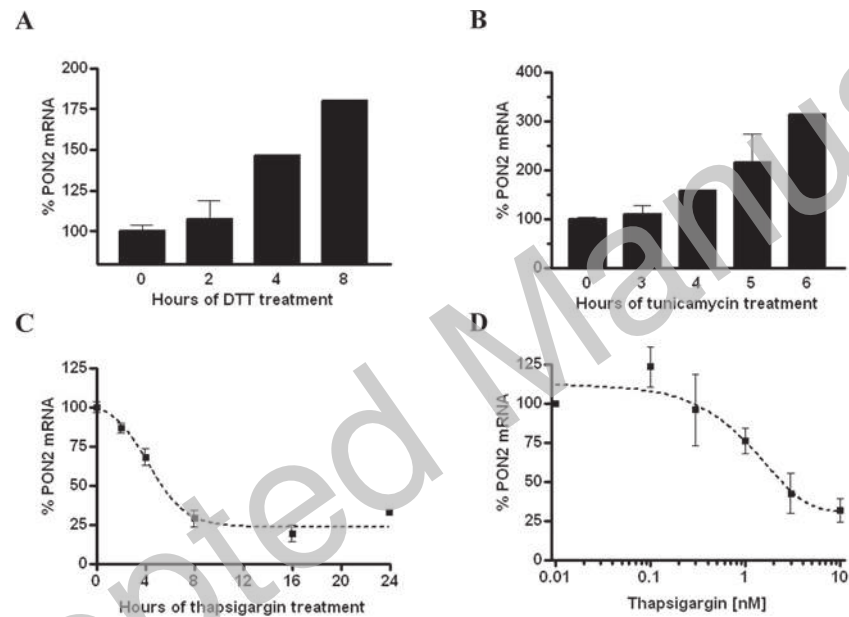 A
% PON2 mRNA
200
175
150
125
100
0 2 4 8
Hours of DTT treatment
B
% PON2 mRNA
400
300
200
100
0
0 3 4 5 6
Hours of tunicamycin treatment
C
% PON2 mRNA
125
100
75
50
25
0
0 4 8 12 16 20 24
Hours of thapsigargin treatment
D
% PON2 mRNA
125
100
75
50
25
0
0.01 0.1 1 10
Thapsigargin [nM]
ented Manus